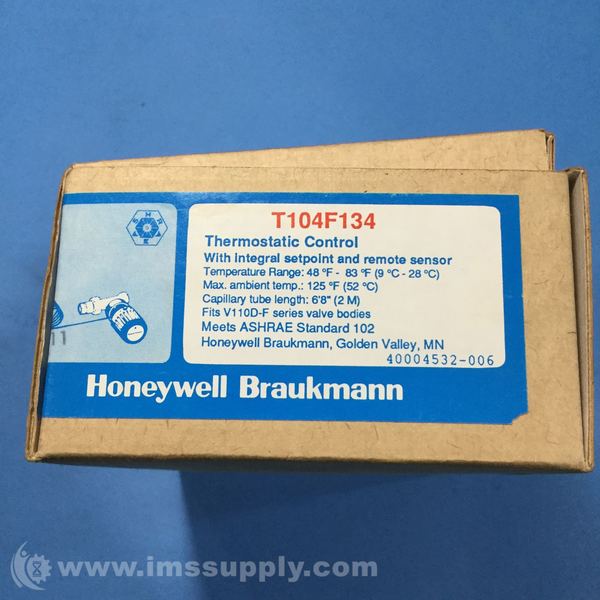 T104F134
Thermostatic Control
With integral setpoint and remote sensor
Temperature Range: 48 °F - 83 °F (9 °C - 28 °C)
Max. ambient temp.: 125 °F (52 °C)
Capillary tube length: 6'8" (2 M)
Fits V110D-F series valve bodies
Meets ASHRAE Standard 102
Honeywell Braukmann, Golden Valley, MN
40004532-006
11
Honeywell Braukmann
www.imssupply.com